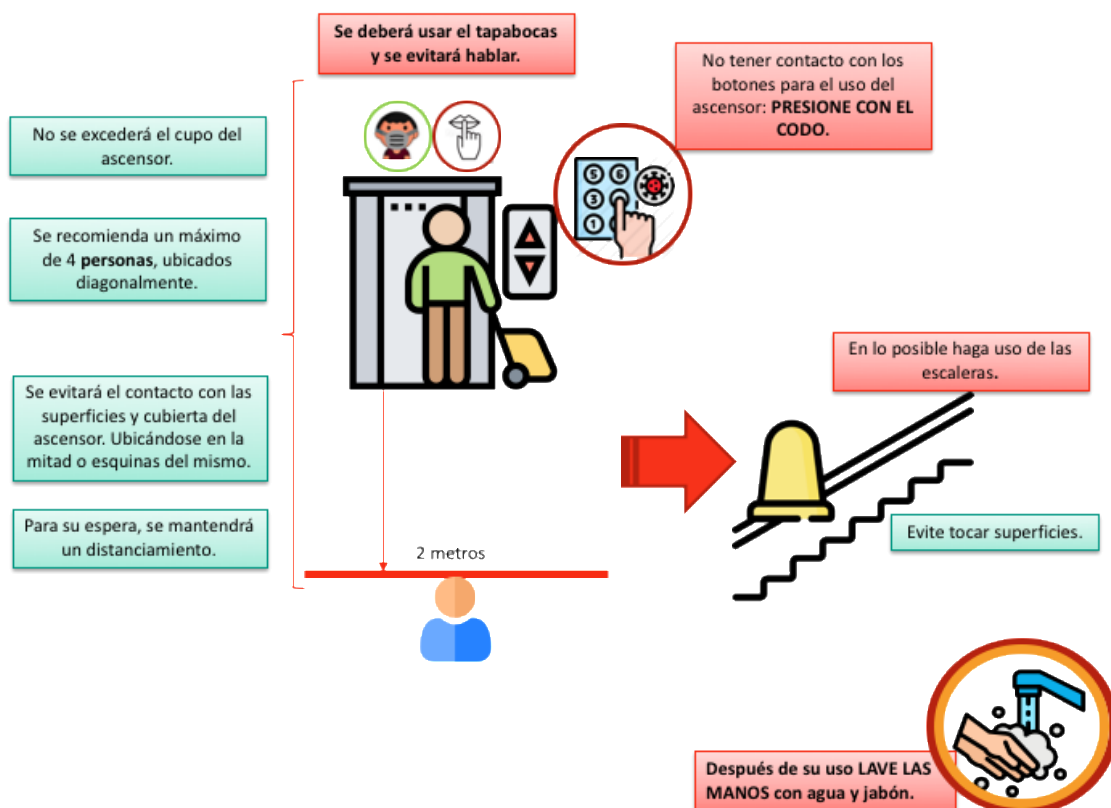 Se deberá usar el tapabocas
y se evitará hablar.
No tener contacto con los
botones para el uso del
ascensor: PRESIONE CON EL
CODO.
No se excederá el cupo del
ascensor.
Se recomienda un máximo
de 4 personas, ubicados
diagonalmente.
Se evitará el contacto con las
superficies y cubierta del
ascensor. Ubicándose en la
mitad o esquinas del mismo.
Para su espera, se mantendrá
un distanciamiento.
5 6
3
1
2 metros
En lo posible haga uso de las
escaleras.
Evite tocar superficies.
Después de su uso LAVE LAS
MANOS con agua y jabón.